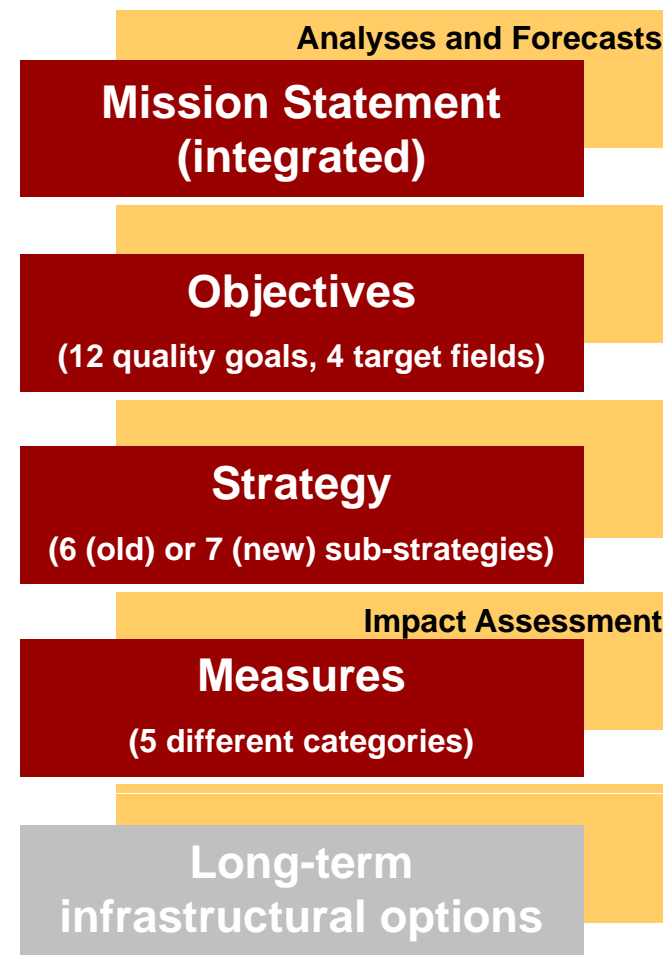 Analyses and Forecasts
Mission Statement
(integrated)
Objectives
(12 quality goals, 4 target fields)
Strategy
(6 (old) or 7 (new) sub-strategies)
Impact Assessment
Measures
(5 different categories)
Long-term
infrastructural options